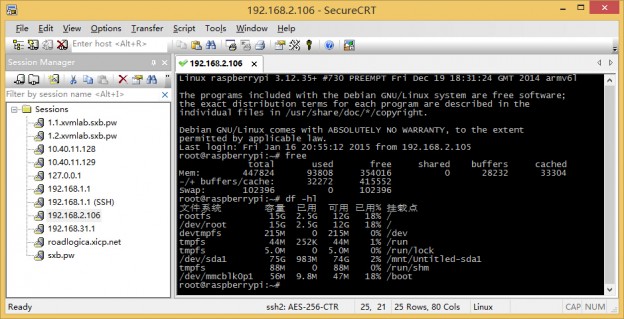 192.168.2.106 - SecureCRT
File Edit View Options Transfer Script Tools Window Help
Enter host <Alt+R>
Session Manager
192.168.2.106
Filter by session name <Alt+I>
Sessions
1.1.xvmlab.sxb.pw
1.2.xvmlab.sxb.pw
10.40.11.128
10.40.11.129
127.0.0.1
192.168.1.1
192.168.1.1 (SSH)
192.168.2.106
192.168.31.1
roadlogica.xicp.net
sxb.pw
Linux raspberrypi 3.12.35+ #730 PREEMPT Fri Dec 19 18:31:24 GMT 2014 armv6l
The programs included with the Debian GNU/Linux system are free software;
the exact distribution terms for each program are described in the
individual files in /usr/share/doc/*/copyright.
Debian GNU/Linux comes with ABSOLUTELY NO WARRANTY, to the extent
permitted by applicable law.
Last login: Fri Jan 16 20:55:12 2015 from 192.168.2.105
root@raspberrypi:~# free
total used free shared buffers cached
Mem: 447824 93808 354016 0 28232 33304
-/+ buffers/cache: 32272 415552
Swap: 102396 0 102396
root@raspberrypi:~# df -hl
文件系统 容量 已用 可用 已用% 挂载点
rootfs 15G 2.5G 12G 18% /
/dev/root 15G 2.5G 12G 18% /
devtmpfs 215M 0 215M 0% /dev
tmpfs 44M 252K 44M 1% /run
tmpfs 5.0M 0 5.0M 0% /run/lock
/dev/sda1 75G 983M 74G 2% /mnt/Untitled-sda1
tmpfs 88M 0 88M 0% /run/shm
/dev/mmcblk0p1 56M 9.8M 47M 18% /boot
root@raspberrypi:~#
Ready ssh2: AES-256-CTR 25, 21 25 Rows, 80 Cols Linux CAP NUM